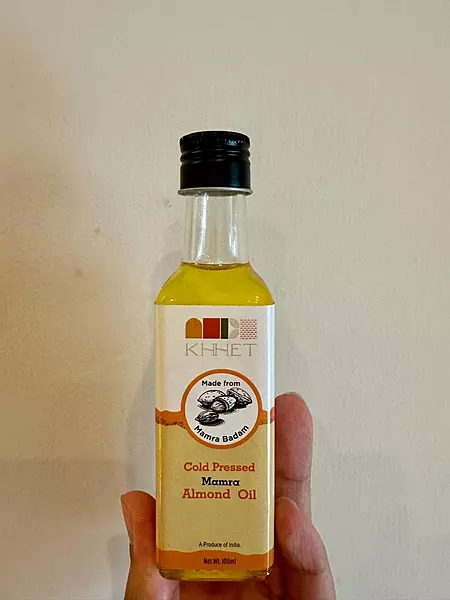 KHHET
Made from
Mamra Badam
Cold Pressed
Mamra
Almond Oil
A Produce of India.
Net Wt. 100ml